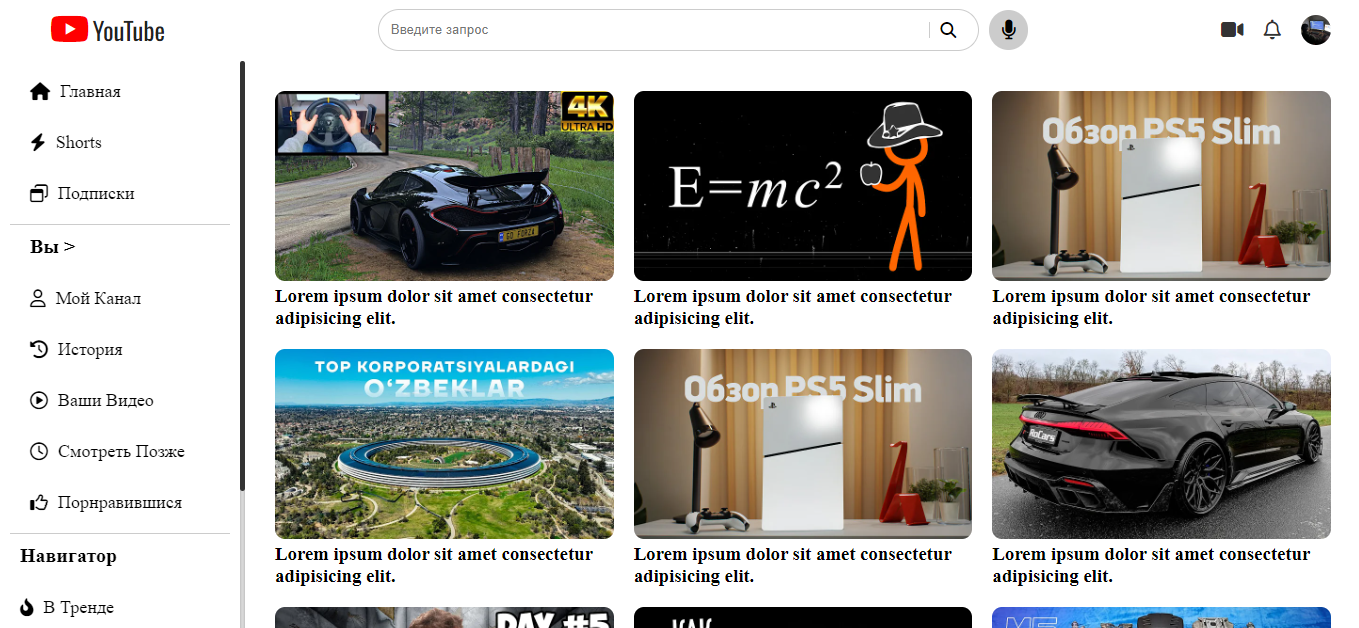 YouTube
Введите запрос
Главная
Shorts
Подписки
Вы >
Мой Канал
История
Ваши Видео
Смотреть Позже
Порнравившися
Навигатор
В Тренде
4K
ULTRA HD
GO FORZA
Lorem ipsum dolor sit amet consectetur
adipisicing elit.
E=mc²
Lorem ipsum dolor sit amet consectetur
adipisicing elit.
Обзор PS5 Slim
Lorem ipsum dolor sit amet consectetur
adipisicing elit.
TOP KORPORATSIYALARDAGI
O‘ZBEKLAR
Lorem ipsum dolor sit amet consectetur
adipisicing elit.
Обзор PS5 Slim
Lorem ipsum dolor sit amet consectetur
adipisicing elit.
RoCars
Lorem ipsum dolor sit amet consectetur
adipisicing elit.
DAY #5